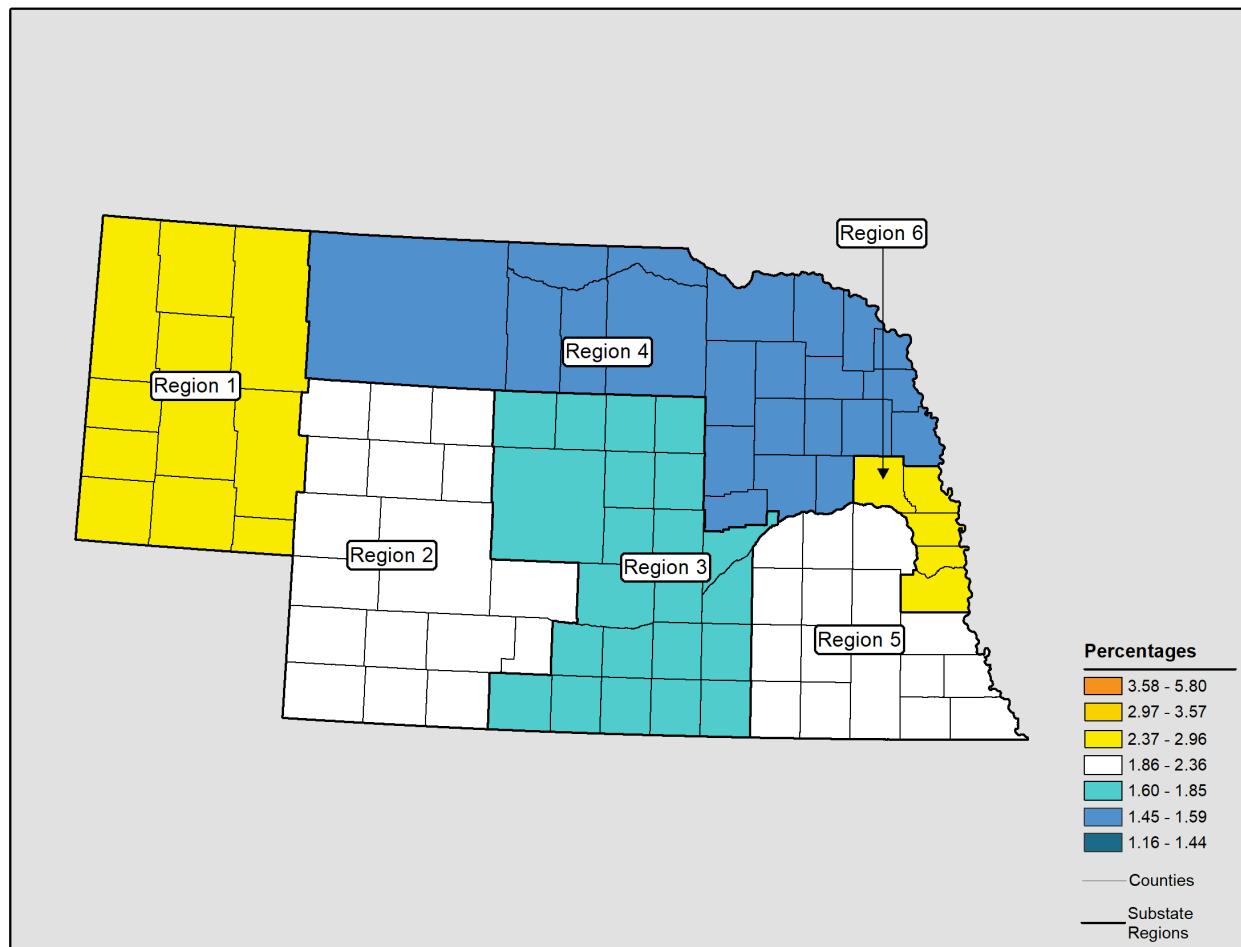 Region 6
Region 4
Region 1
Region 2
Region 3
Region 5
Percentages
3.58 - 5.80
2.97 - 3.57
2.37 - 2.96
1.86 - 2.36
1.60 - 1.85
1.45 - 1.59
1.16 - 1.44
Counties
Substate
Regions